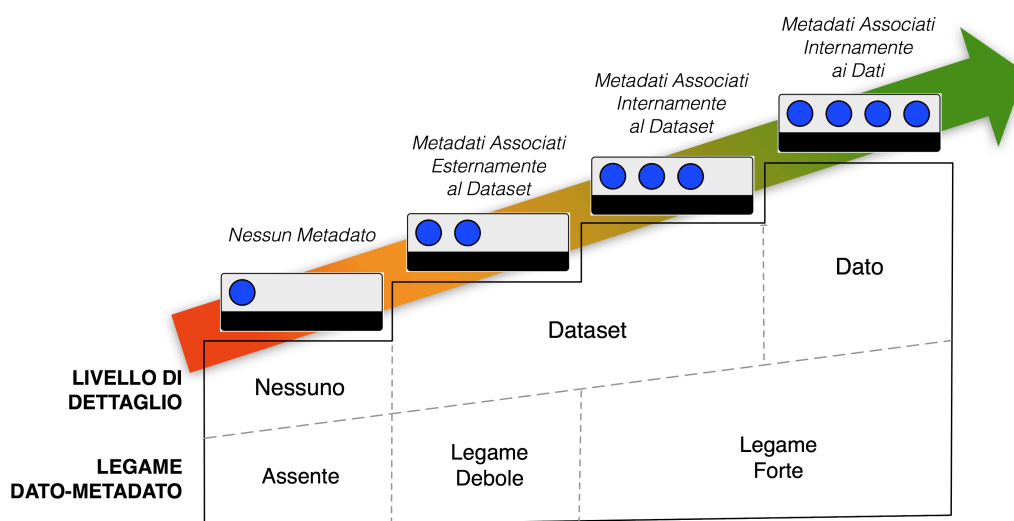 Metadati Associati
Internamente
ai Dati
Metadati Associati
Internamente
al Dataset
Metadati Associati
Esternamente
al Dataset
Nessun Metadato
Dato
Dataset
LIVELLO DI
DETTAGLIO
Nessuno
LEGAME
DATO-METADATO
Assente
Legame
Debole
Legame
Forte